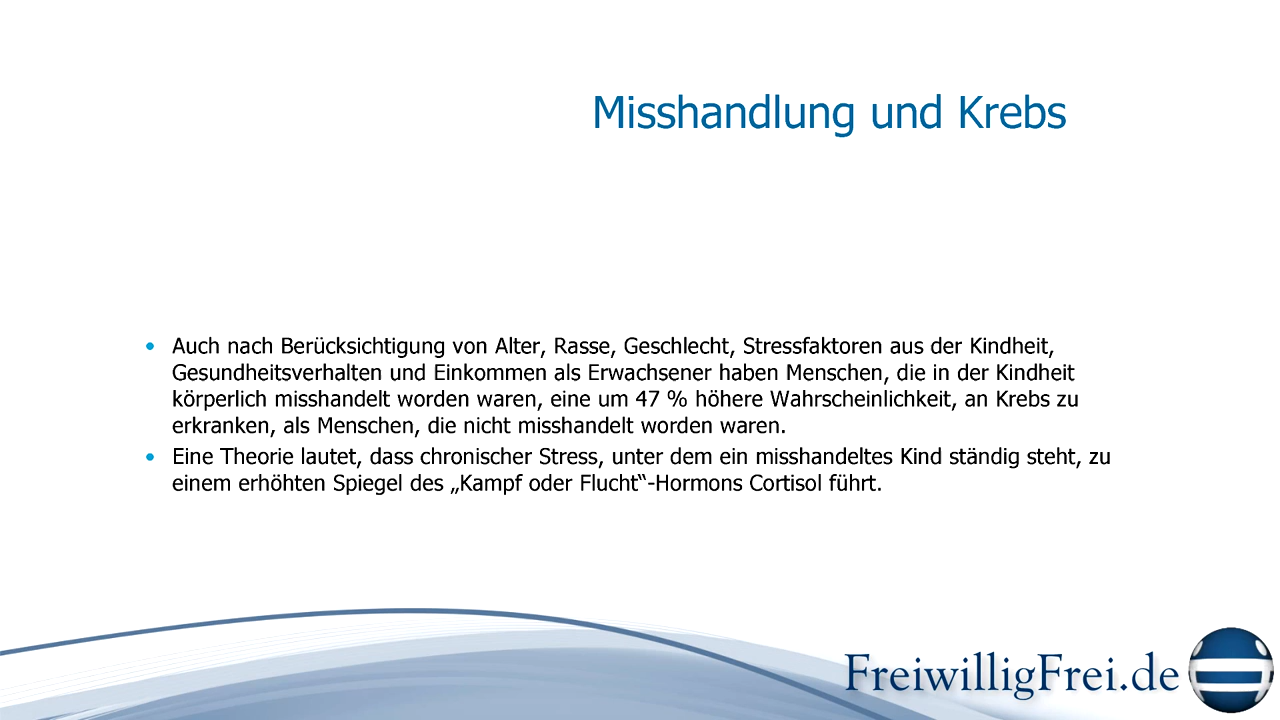 Misshandlung und Krebs
• Auch nach Berücksichtigung von Alter, Rasse, Geschlecht, Stressfaktoren aus der Kindheit,
Gesundheitsverhalten und Einkommen als Erwachsener haben Menschen, die in der Kindheit
körperlich misshandelt worden waren, eine um 47 % höhere Wahrscheinlichkeit, an Krebs zu
erkranken, als Menschen, die nicht misshandelt worden waren.
• Eine Theorie lautet, dass chronischer Stress, unter dem ein misshandeltes Kind ständig steht, zu
einem erhöhten Spiegel des „Kampf oder Flucht“-Hormons Cortisol führt.
FreiwilligFrei.de